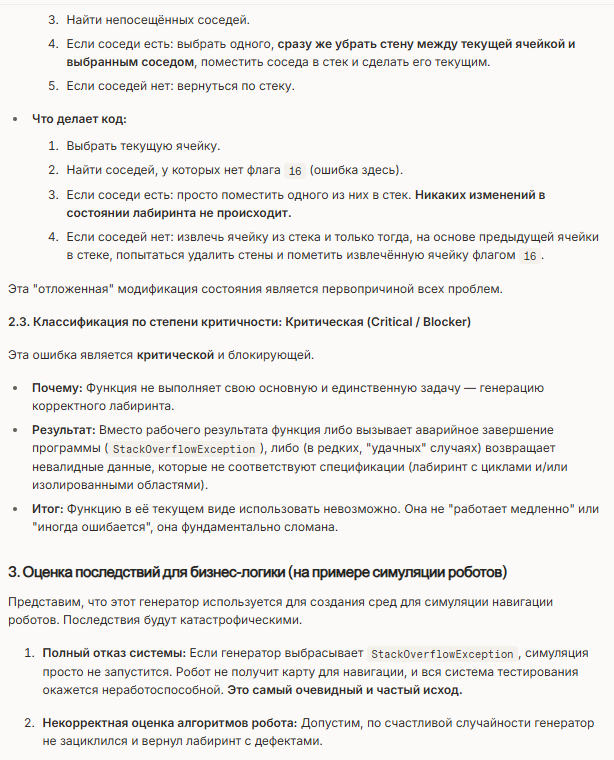 3. Найти непосещённых соседей.
4. Если соседи есть: выбрать одного, сразу же убрать стену между текущей ячейкой и
выбранным соседом, поместить соседа в стек и сделать его текущим.
5. Если соседей нет: вернуться по стеку.
• Что делает код:
1. Выбрать текущую ячейку.
2. Найти соседей, у которых нет флага 16 (ошибка здесь).
3. Если соседи есть: просто поместить одного из них в стек. Никаких изменений в
состоянии лабиринта не происходит.
4. Если соседей нет: извлечь ячейку из стека и только тогда, на основе предыдущей ячейки
в стеке, попытаться удалить стены и пометить извлечённую ячейку флагом 16.
Эта "отложенная" модификация состояния является первопричиной всех проблем.
2.3. Классификация по степени критичности: Критическая (Critical / Blocker)
Эта ошибка является критической и блокирующей.
• Почему: Функция не выполняет свою основную и единственную задачу — генерацию
корректного лабиринта.
• Результат: Вместо рабочего результата функция либо вызывает аварийное завершение
программы (StackOverflowException), либо (в редких, "удачных" случаях) возвращает
невалидные данные, которые не соответствуют спецификации (лабиринт с циклами и/или
изолированными областями).
• Итог: Функцию в её текущем виде использовать невозможно. Она не "работает медленно" или
"иногда ошибается", она фундаментально сломана.
3. Оценка последствий для бизнес-логики (на примере симуляции роботов)
Представим, что этот генератор используется для создания сред для симуляции навигации
роботов. Последствия будут катастрофическими.
1. Полный отказ системы: Если генератор выбрасывает StackOverflowException, симуляция
просто не запустится. Робот не получит карту для навигации, и вся система тестирования
окажется неработоспособной. Это самый очевидный и частый исход.
2. Некорректная оценка алгоритмов робота: Допустим, по счастливой случайности генератор
не зациклился и вернул лабиринт с дефектами.